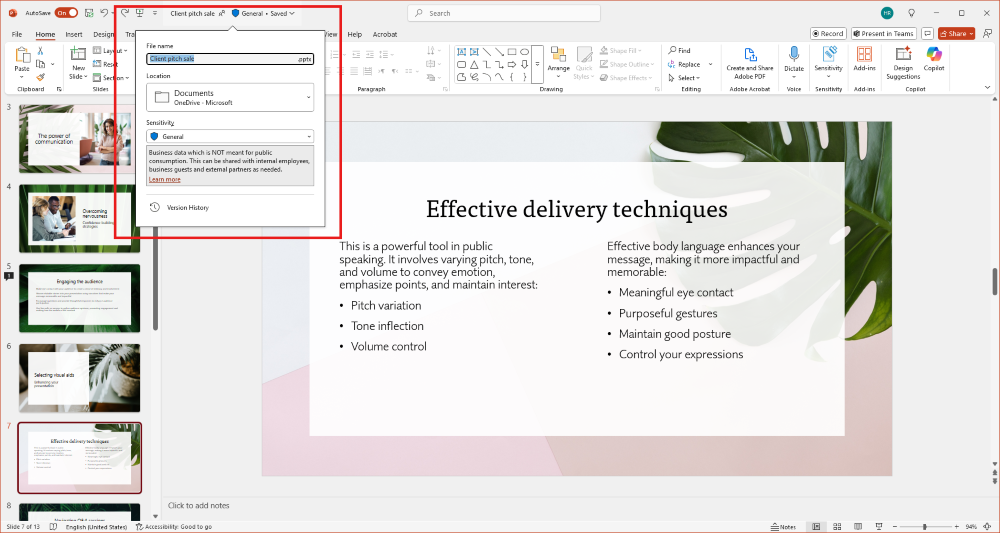 AutoSave On
Client pitch sale
General • Saved
Search
HR
File
Home
Insert
Design
Tra
View
Help
Acrobat
Record
Present in Teams
Share
Paste
Clipboard
New
Slide
Layout
Reset
Section
Slides
Paragraph
Arrange
Quick
Styles
Shape Fill
Shape Outline
Shape Effects
Drawing
Find
Replace
Select
Editing
Create and Share
Adobe PDF
Adobe Acrobat
Dictate
Voice
Sensitivity
Sensitivity
Add-ins
Add-ins
Design
Suggestions
Copilot
Copilot
File name
Client pitch sale
.pptx
Location
Documents
OneDrive - Microsoft
Sensitivity
General
Business data which is NOT meant for public
consumption. This can be shared with internal employees,
business guests and external partners as needed.
Learn more
Version History
3
The power of
communication
4
Overcoming
nervousness
Confidence-building
strategies
5
1
Engaging the audience
6
Selecting visual aids
Enhancing your
presentation
7
Effective delivery techniques
8
Effective delivery techniques
This is a powerful tool in public
speaking. It involves varying pitch, tone,
and volume to convey emotion,
emphasize points, and maintain interest:
• Pitch variation
• Tone inflection
• Volume control
Effective body language enhances your
message, making it more impactful and
memorable:
• Meaningful eye contact
• Purposeful gestures
• Maintain good posture
• Control your expressions
Click to add notes
Slide 7 of 13
English (United States)
Accessibility: Good to go
Notes
94%